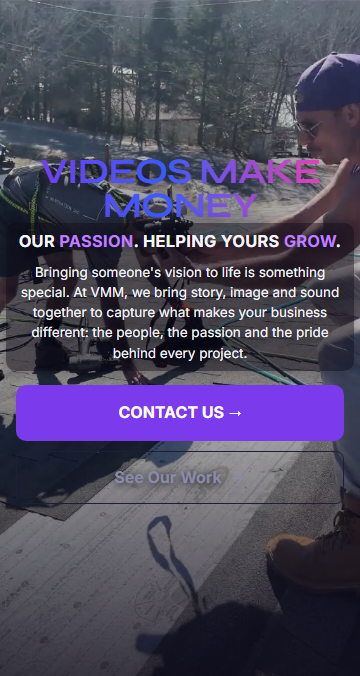 VIDEOS MAKE
MONEY
OUR PASSION. HELPING YOURS GROW.
Bringing someone's vision to life is something
special. At VMM, we bring story, image and sound
together to capture what makes your business
different: the people, the passion and the pride
behind every project.
CONTACT US →
See Our Work